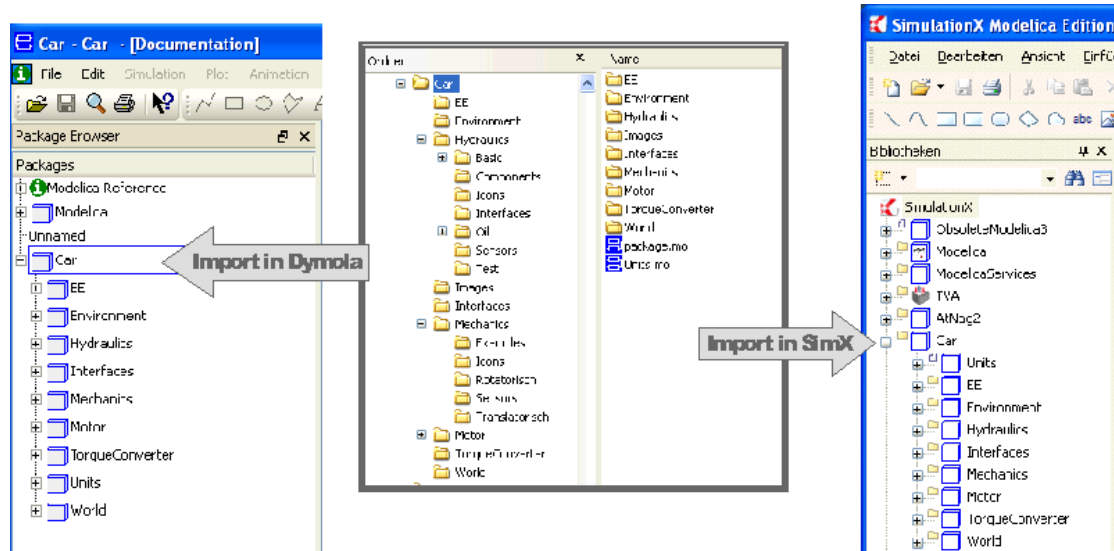 Car - Car - [Documentation]
File Edit Simulation Plot Animation
Package Browser
Packages
Modelica Reference
Modelica
Unnamed
Car
EE
Environment
Hydraulics
Interfaces
Mechanics
Motor
TorqueConverter
Units
World
Import in Dymola
Ordner
Car
EE
Environment
Hydraulics
Basic
Components
Icons
Interfaces
Oil
Sensors
Test
Images
Interfaces
Mechanics
Examples
Icons
Rotatorisch
Sensors
Translatorisch
Motor
TorqueConverter
World
Name
EE
Environment
Hydraulics
Images
Interfaces
Mechanics
Motor
TorqueConverter
World
package.mo
Units.mo
Import in SimX
SimulationX Modelica Edition
Datei Bearbeiten Ansicht
abc
Bibliotheken
SimulationX
ObsoleteModelica3
Modelica
ModelicaServices
TVA
AtNag2
Car
Units
EE
Environment
Hydraulics
Interfaces
Mechanics
Motor
TorqueConverter
World